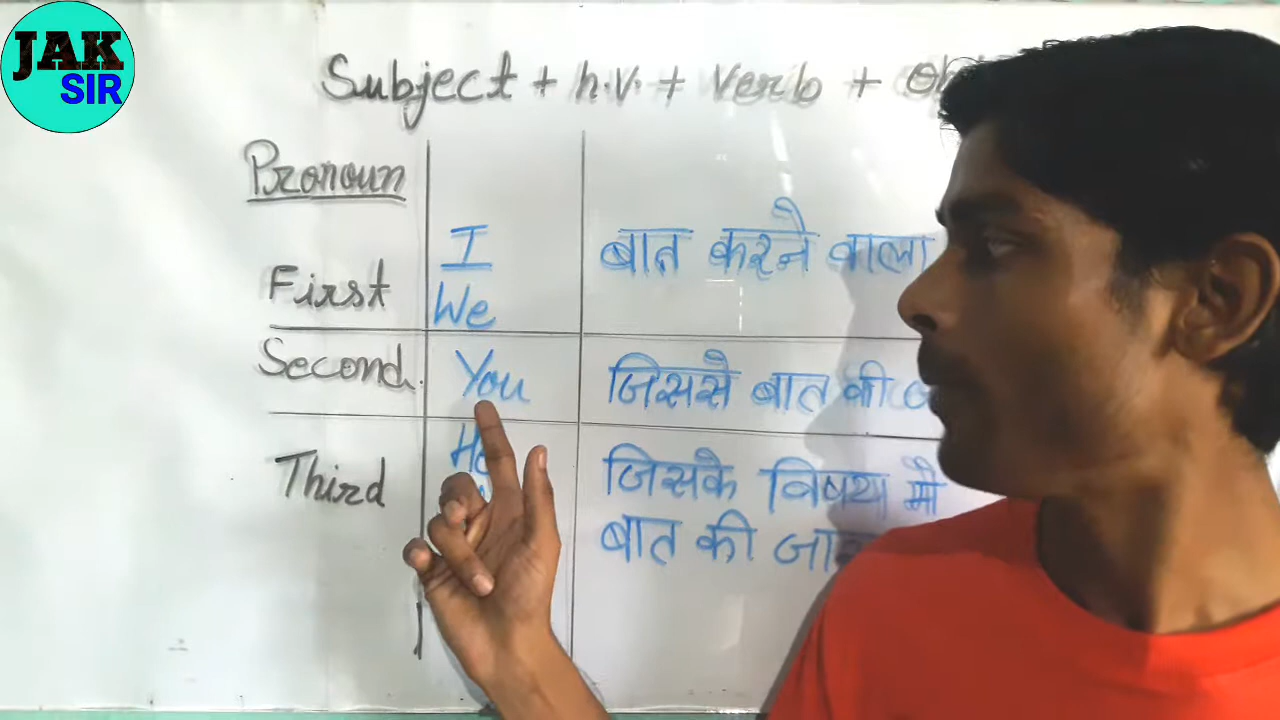 JAK
SIR
Subject + h.v. + Verb +
Pronoun
First
I
We
बात करने वाला
Second.
You
जिससे बात की
Third
जिसके विषय में
बात की